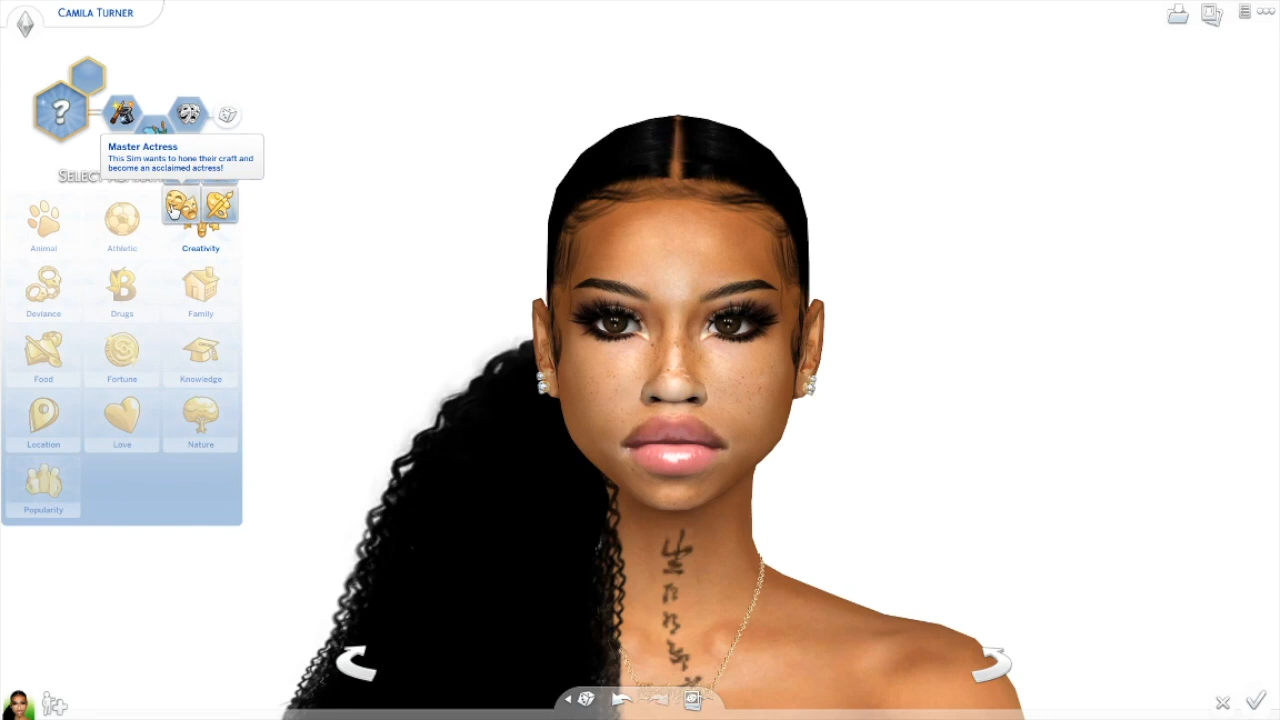 CAMILA TURNER
Master Actress
This Sim wants to hone their craft and
become an acclaimed actress!
SELECT
Animal
Athletic
Creativity
Deviance
Drugs
Family
Food
Fortune
Knowledge
Location
Love
Nature
Popularity